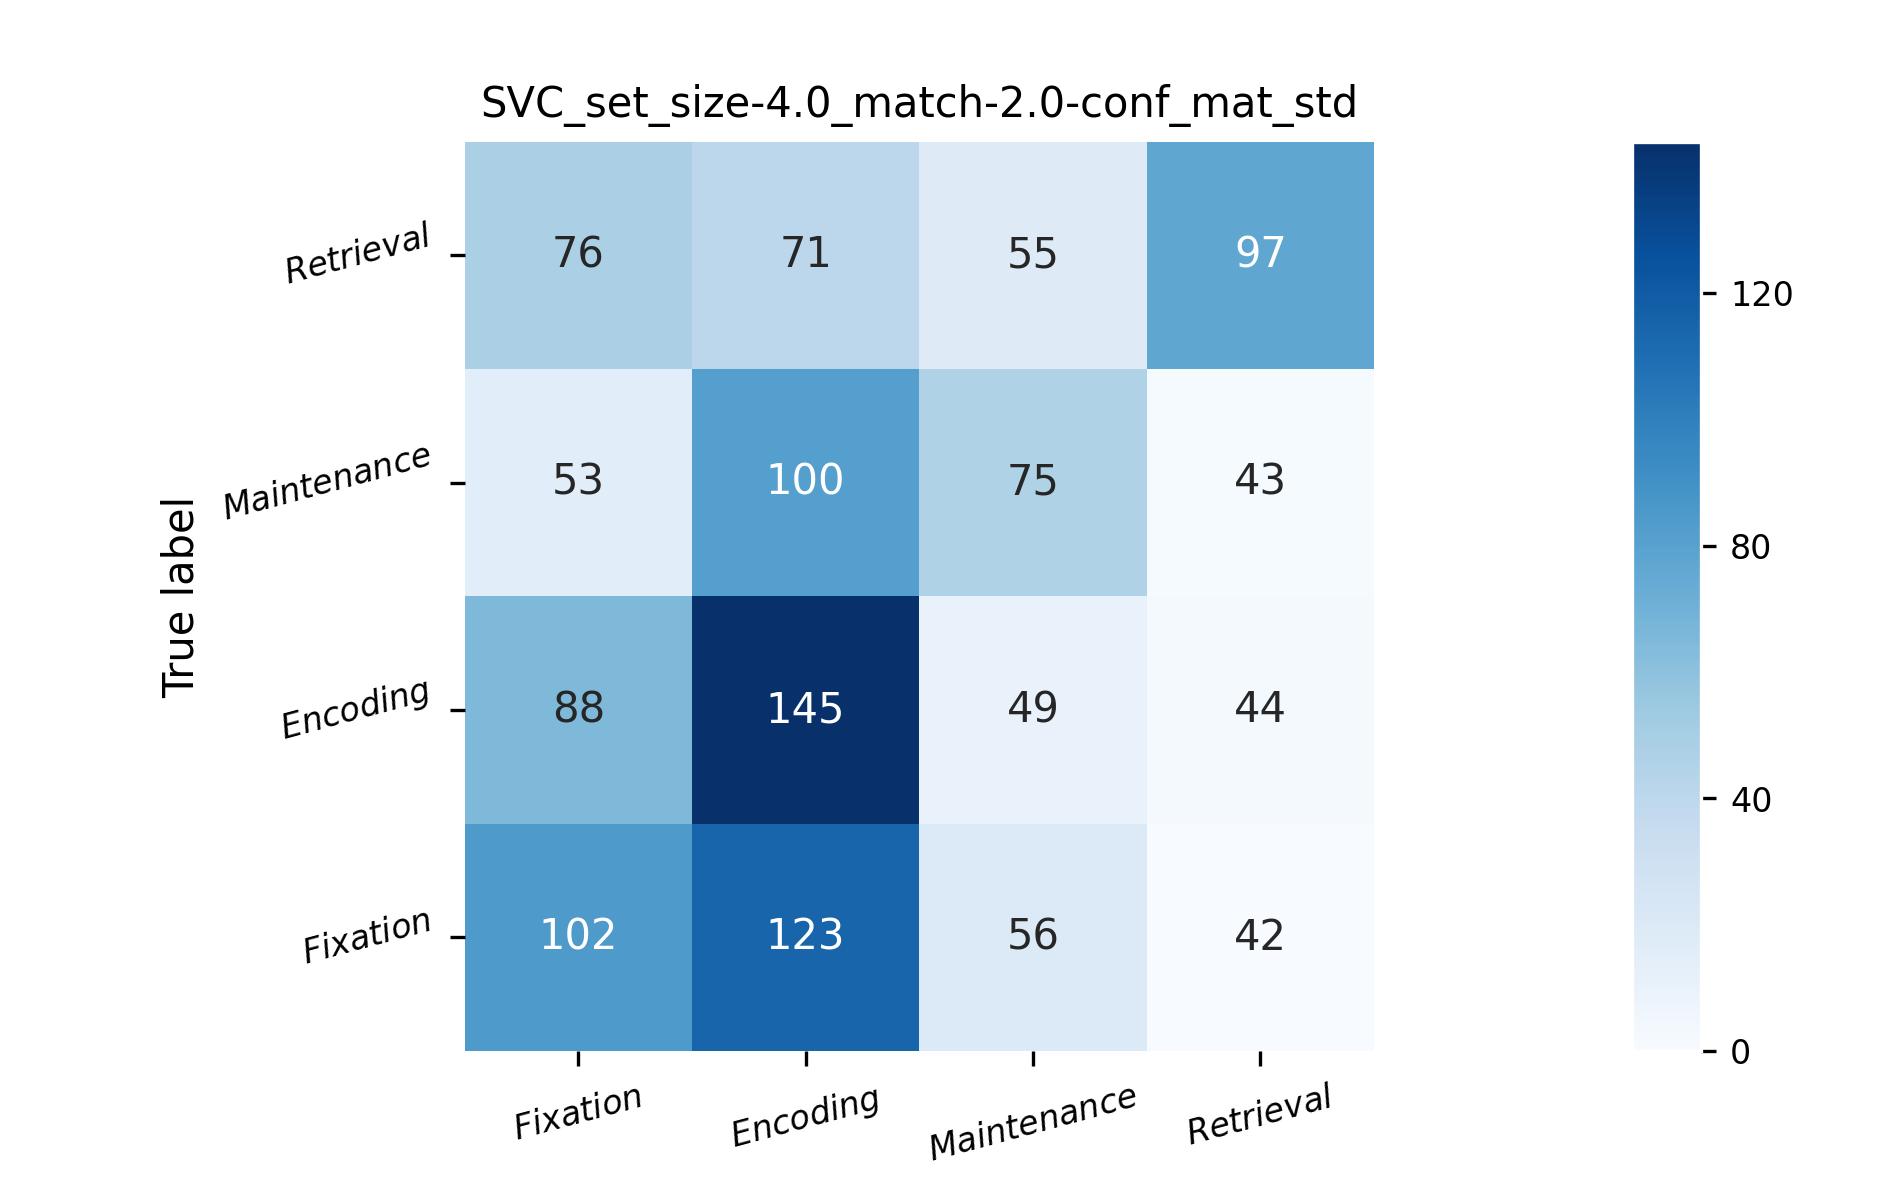 SVC_set_size-4.0_match-2.0-conf_mat_std
Retrieval 76 71 55 97
Maintenance 53 100 75 43
Encoding 88 145 49 44
Fixation 102 123 56 42
Fixation Encoding Maintenance Retrieval
True label
120
80
40
0